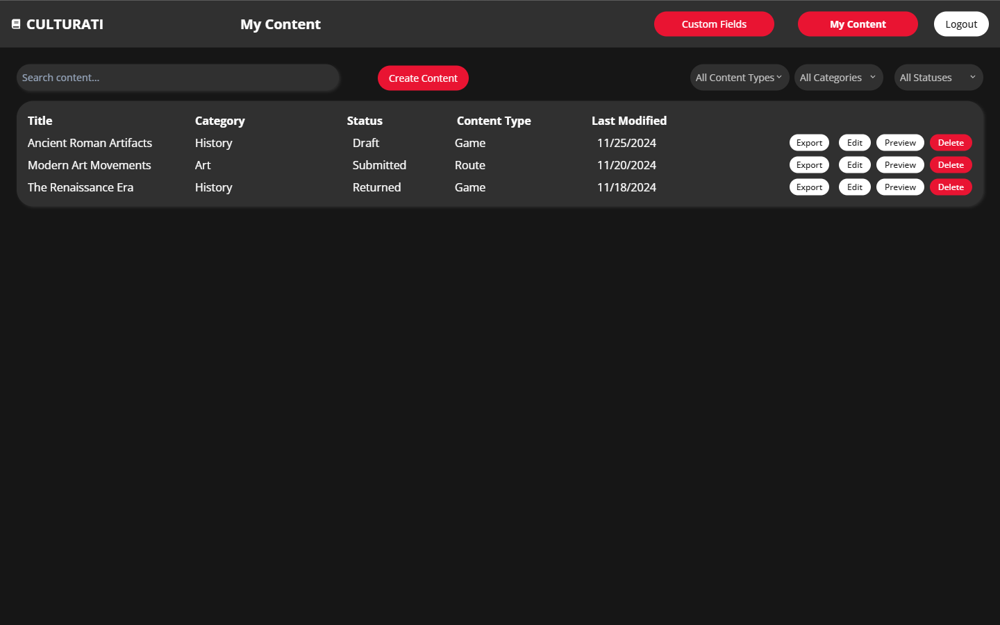 CULTURATI My Content Custom Fields My Content Logout
Search content... Create Content All Content Types All Categories All Statuses
Title Category Status Content Type Last Modified
Ancient Roman Artifacts History Draft Game 11/25/2024 Export Edit Preview Delete
Modern Art Movements Art Submitted Route 11/20/2024 Export Edit Preview Delete
The Renaissance Era History Returned Game 11/18/2024 Export Edit Preview Delete